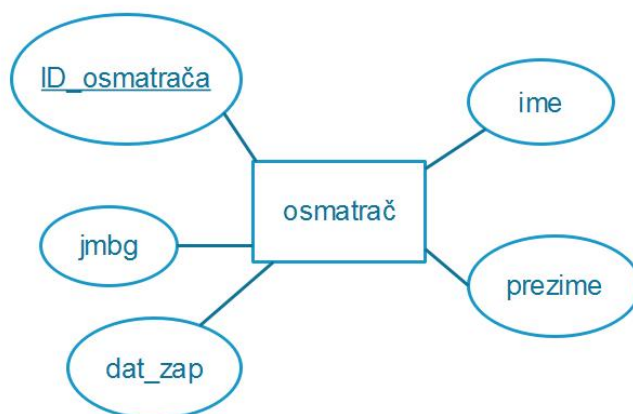 ID_osmatrača
ime
osmatrač
jmbg
prezime
dat_zap